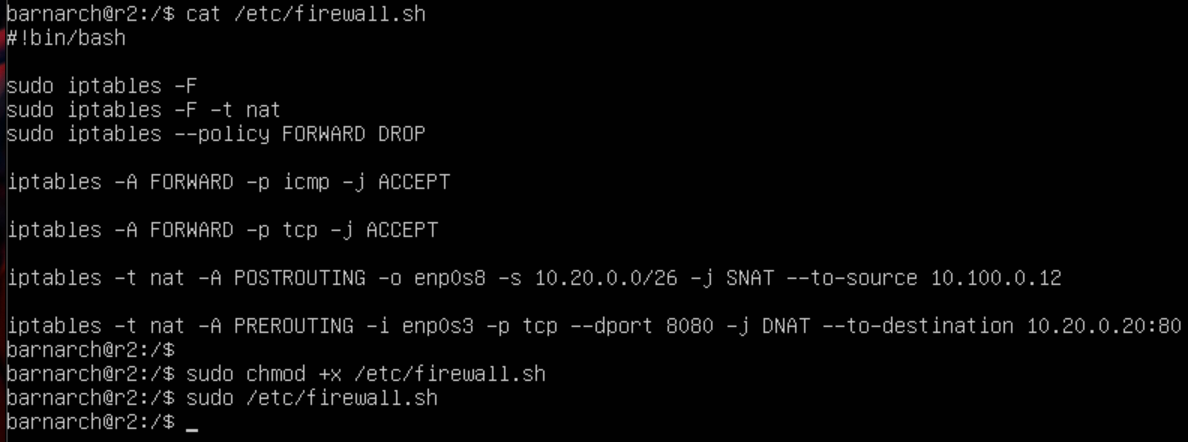 barnarch@r2:/$ cat /etc/firewall.sh
#!bin/bash
sudo iptables -F
sudo iptables -F -t nat
sudo iptables --policy FORWARD DROP
iptables -A FORWARD -p icmp -j ACCEPT
iptables -A FORWARD -p tcp -j ACCEPT
iptables -t nat -A POSTROUTING -o enp0s8 -s 10.20.0.0/26 -j SNAT --to-source 10.100.0.12
iptables -t nat -A PREROUTING -i enp0s3 -p tcp --dport 8080 -j DNAT --to-destination 10.20.0.20:80
barnarch@r2:/$
barnarch@r2:/$ sudo chmod +x /etc/firewall.sh
barnarch@r2:/$ sudo /etc/firewall.sh
barnarch@r2:/$ _